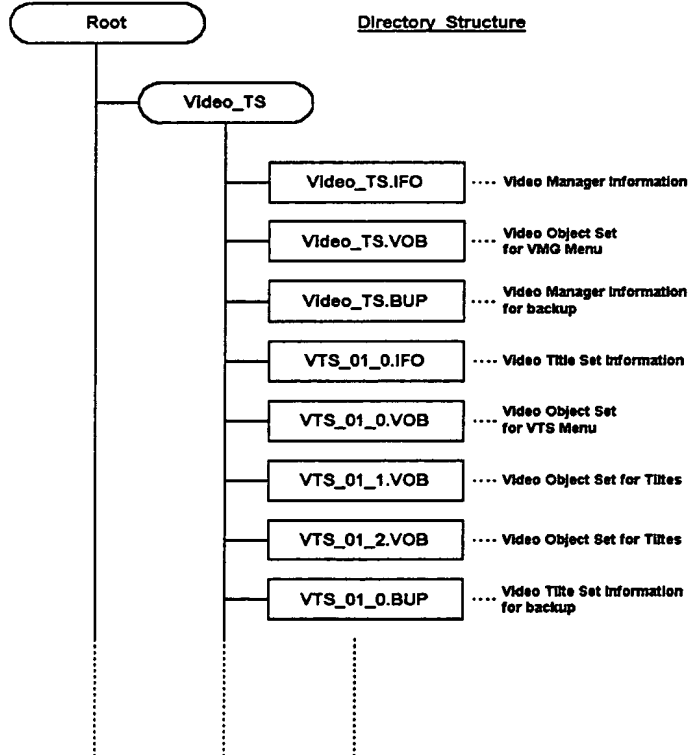 Root
Directory Structure
Video_TS
Video_TS.IFO
···· Video Manager Information
Video_TS.VOB
···· Video Object Set
for VMG Menu
Video_TS.BUP
···· Video Manager Information
for backup
VTS_01_0.IFO
···· Video Title Set Information
VTS_01_0.VOB
···· Video Object Set
for VTS Menu
VTS_01_1.VOB
···· Video Object Set for Tiltes
VTS_01_2.VOB
···· Video Object Set for Tiltes
VTS_01_0.BUP
···· Video Tilte Set Information
for backup